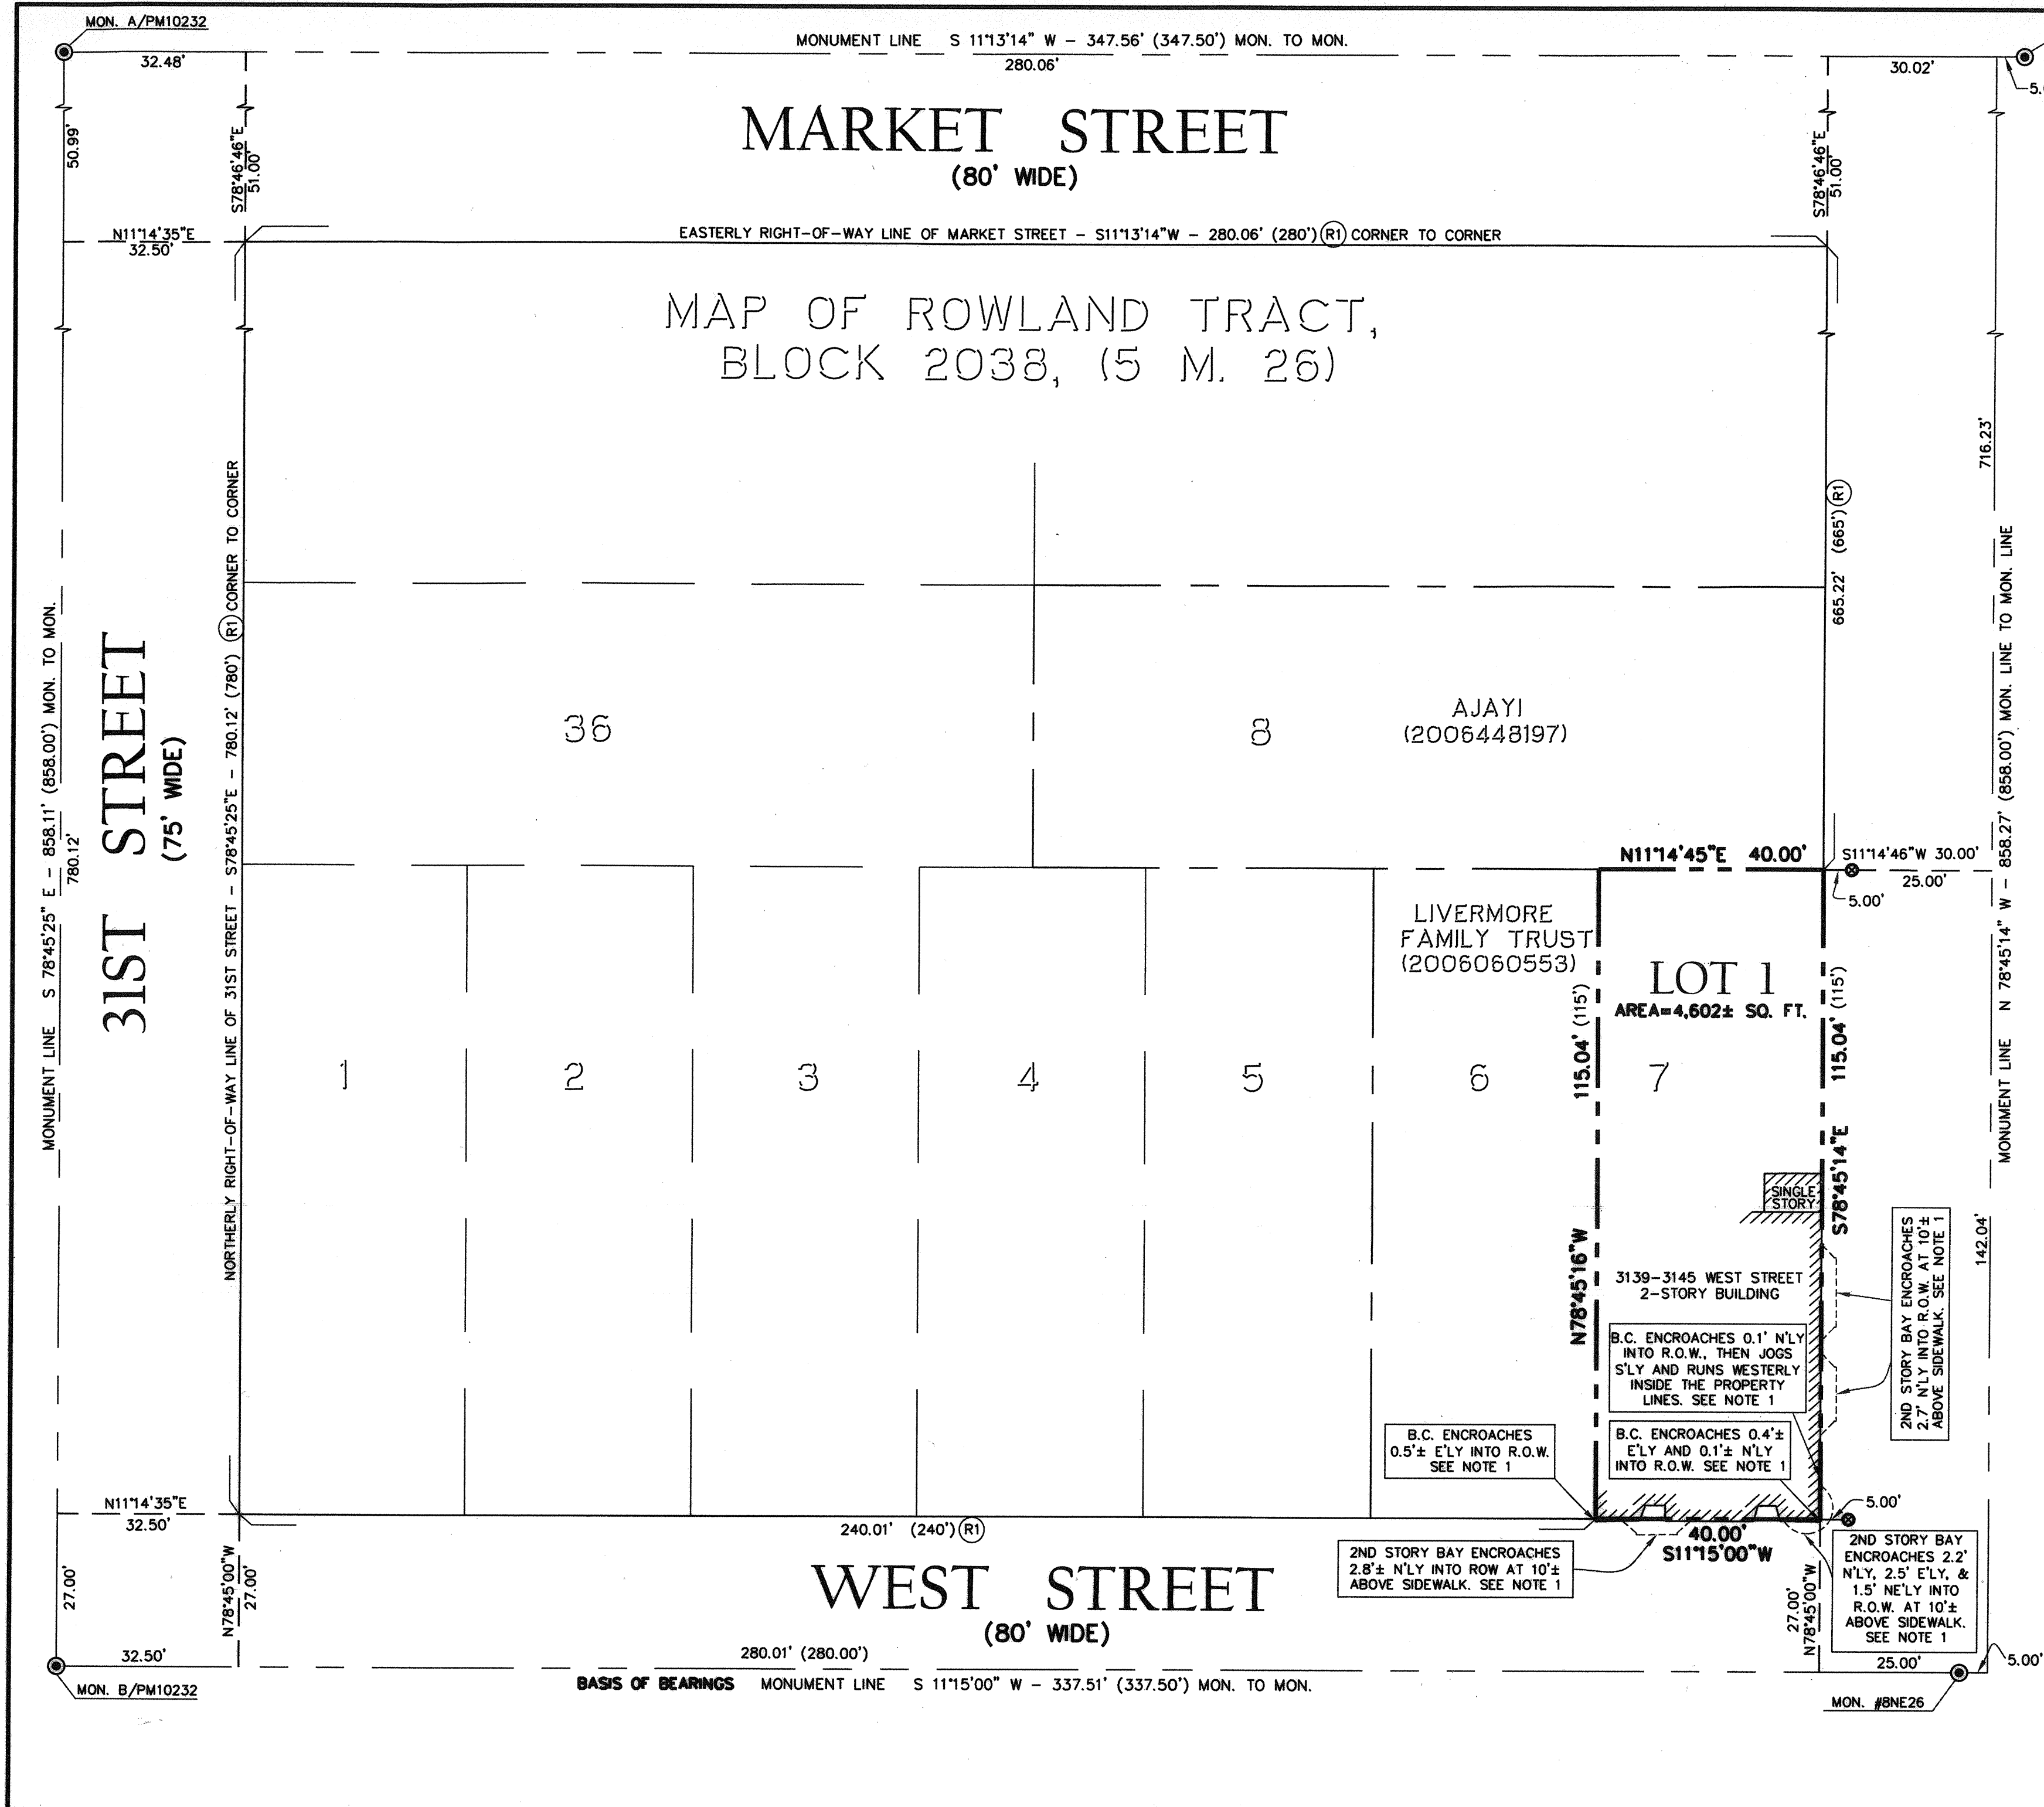 MON. A/PM10232
MONUMENT LINE S 11°13'14" W – 347.56' (347.50') MON. TO MON.
32.48'
280.06'
30.02'
50.99'
S78°46'46"E
51.00'
MARKET STREET
(80' WIDE)
S78°46'46"E
51.00'
N11°14'35"E
32.50'
EASTERLY RIGHT-OF-WAY LINE OF MARKET STREET – S11°13'14"W – 280.06' (280') R1 CORNER TO CORNER
MAP OF ROWLAND TRACT,
BLOCK 2038, (5 M. 26)
716.23'
665.22' (665') R1
MONUMENT LINE S 78°45'25" E – 858.11' (858.00') MON. TO MON.
780.12'
31ST STREET
(75' WIDE)
NORTHERLY RIGHT-OF-WAY LINE OF 31ST STREET – S78°45'25"E – 780.12' (780') R1 CORNER TO CORNER
MONUMENT LINE N 78°45'14" W – 858.27' (858.00') MON. LINE TO MON. LINE
36
8
AJAYI
(2006448197)
N11°14'45"E 40.00'
S11°14'46"W 30.00'
25.00'
5.00'
LIVERMORE
FAMILY TRUST
(2006060553)
LOT 1
AREA=4,602± SQ. FT.
1
2
3
4
5
6
7
N78°45'16"W
115.04' (115')
S78°45'14"E
115.04' (115')
SINGLE
STORY
142.04'
3139–3145 WEST STREET
2-STORY BUILDING
2ND STORY BAY ENCROACHES
2.7' N'LY INTO R.O.W. AT 10'±
ABOVE SIDEWALK. SEE NOTE 1
B.C. ENCROACHES 0.1' N'LY
INTO R.O.W., THEN JOGS
S'LY AND RUNS WESTERLY
INSIDE THE PROPERTY
LINES. SEE NOTE 1
B.C. ENCROACHES
0.5'± E'LY INTO R.O.W.
SEE NOTE 1
B.C. ENCROACHES 0.4'±
E'LY AND 0.1'± N'LY
INTO R.O.W. SEE NOTE 1
N11°14'35"E
32.50'
240.01' (240') R1
5.00'
40.00'
S11°15'00"W
2ND STORY BAY ENCROACHES
2.8'± N'LY INTO ROW AT 10'±
ABOVE SIDEWALK. SEE NOTE 1
2ND STORY BAY
ENCROACHES 2.2'
N'LY, 2.5' E'LY, &
1.5' NE'LY INTO
R.O.W. AT 10'±
ABOVE SIDEWALK.
SEE NOTE 1
27.00'
N78°45'00"W
27.00'
WEST STREET
(80' WIDE)
27.00'
N78°45'00"W
32.50'
280.01' (280.00')
25.00'
5.00'
BASIS OF BEARINGS MONUMENT LINE S 11°15'00" W – 337.51' (337.50') MON. TO MON.
MON. B/PM10232
MON. #8NE26